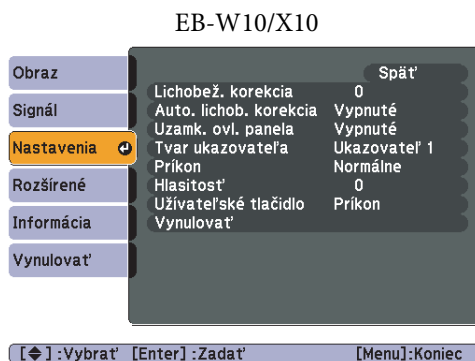 EB-W10/X10
Obraz
Signál
Nastavenia
Rozšírené
Informácia
Vynulovať
Späť
Lichobež. korekcia 0
Auto. lichob. korekcia Vypnuté
Uzamk. ovl. panela Vypnuté
Tvar ukazovateľa Ukazovateľ 1
Príkon Normálne
Hlasitosť 0
Užívateľské tlačidlo Príkon
Vynulovať
[ ] :Vybrať [Enter] :Zadať [Menu]:Koniec